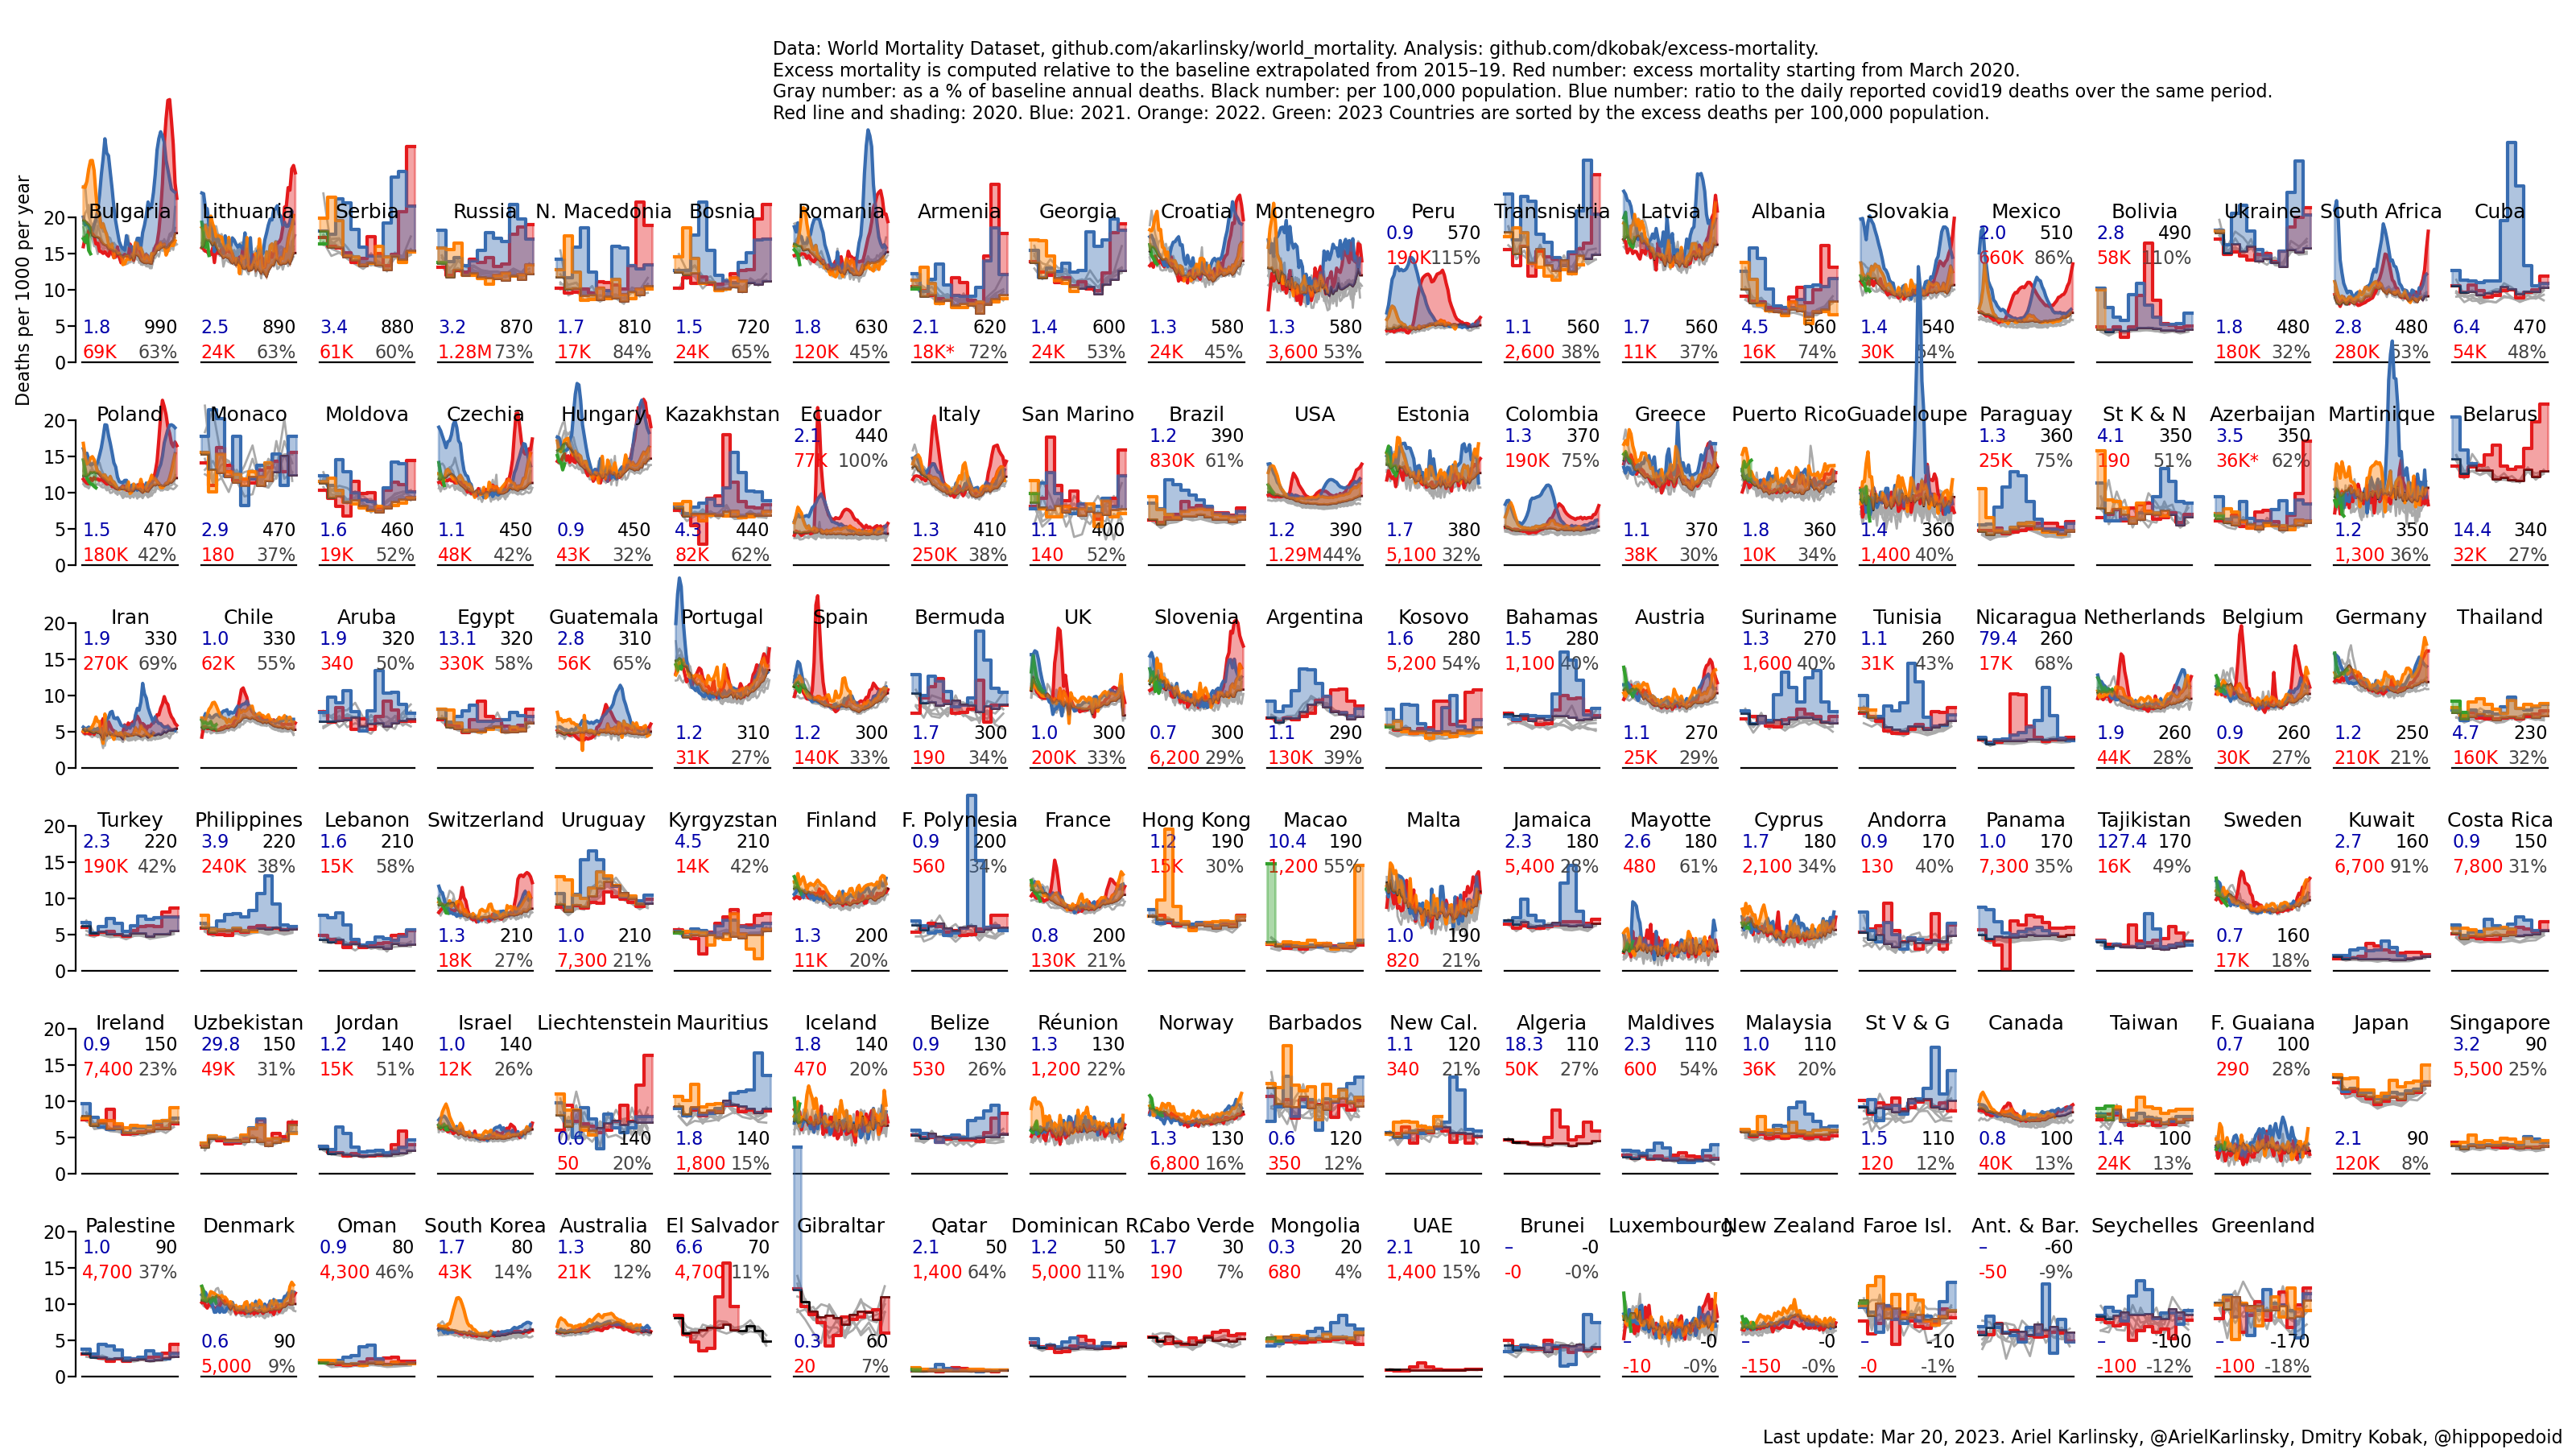 Data: World Mortality Dataset, github.com/akarlinsky/world_mortality. Analysis: github.com/dkobak/excess-mortality.
Excess mortality is computed relative to the baseline extrapolated from 2015–19. Red number: excess mortality starting from March 2020.
Gray number: as a % of baseline annual deaths. Black number: per 100,000 population. Blue number: ratio to the daily reported covid19 deaths over the same period.
Red line and shading: 2020. Blue: 2021. Orange: 2022. Green: 2023 Countries are sorted by the excess deaths per 100,000 population.
Deaths per 1000 per year
20 15 10 5 0
Bulgaria 1.8 990 69K 63%
Lithuania 2.5 890 24K 63%
Serbia 3.4 880 61K 60%
Russia 3.2 870 1.28M 73%
N. Macedonia 1.7 810 17K 84%
Bosnia 1.5 720 24K 65%
Romania 1.8 630 120K 45%
Armenia 2.1 620 18K* 72%
Georgia 1.4 600 24K 53%
Croatia 1.3 580 24K 45%
Montenegro 1.3 580 3,600 53%
Peru 0.9 570 190K 115%
Transnistria 1.1 560 2,600 38%
Latvia 1.7 560 11K 37%
Albania 4.5 560 16K 74%
Slovakia 1.4 540 30K 54%
Mexico 2.0 510 660K 86%
Bolivia 2.8 490 58K 110%
Ukraine 1.8 480 180K 32%
South Africa 2.8 480 280K 53%
Cuba 6.4 470 54K 48%
20 15 10 5 0
Poland 1.5 470 180K 42%
Monaco 2.9 470 180 37%
Moldova 1.6 460 19K 52%
Czechia 1.1 450 48K 42%
Hungary 0.9 450 43K 32%
Kazakhstan 4.3 440 82K 62%
Ecuador 2.1 440 77K 100%
Italy 1.3 410 250K 38%
San Marino 1.1 400 140 52%
Brazil 1.2 390 830K 61%
USA 1.2 390 1.29M 44%
Estonia 1.7 380 5,100 32%
Colombia 1.3 370 190K 75%
Greece 1.1 370 38K 30%
Puerto Rico 1.8 360 10K 34%
Guadeloupe 1.4 360 1,400 40%
Paraguay 1.3 360 25K 75%
St K & N 4.1 350 190 51%
Azerbaijan 3.5 350 36K* 62%
Martinique 1.2 350 1,300 36%
Belarus 14.4 340 32K 27%
20 15 10 5 0
Iran 1.9 330 270K 69%
Chile 1.0 330 62K 55%
Aruba 1.9 320 340 50%
Egypt 13.1 320 330K 58%
Guatemala 2.8 310 56K 65%
Portugal 1.2 310 31K 27%
Spain 1.2 300 140K 33%
Bermuda 1.7 300 190 34%
UK 1.0 300 200K 33%
Slovenia 0.7 300 6,200 29%
Argentina 1.1 290 130K 39%
Kosovo 1.6 280 5,200 54%
Bahamas 1.5 280 1,100 40%
Austria 1.1 270 25K 29%
Suriname 1.3 270 1,600 40%
Tunisia 1.1 260 31K 43%
Nicaragua 79.4 260 17K 68%
Netherlands 1.9 260 44K 28%
Belgium 0.9 260 30K 27%
Germany 1.2 250 210K 21%
Thailand 4.7 230 160K 32%
20 15 10 5 0
Turkey 2.3 220 190K 42%
Philippines 3.9 220 240K 38%
Lebanon 1.6 210 15K 58%
Switzerland 1.3 210 18K 27%
Uruguay 1.0 210 7,300 21%
Kyrgyzstan 4.5 210 14K 42%
Finland 1.3 200 11K 20%
F. Polynesia 0.9 200 560 34%
France 0.8 200 130K 21%
Hong Kong 1.2 190 15K 30%
Macao 10.4 190 1,200 55%
Malta 1.0 190 820 21%
Jamaica 2.3 180 5,400 28%
Mayotte 2.6 180 480 61%
Cyprus 1.7 180 2,100 34%
Andorra 0.9 170 130 40%
Panama 1.0 170 7,300 35%
Tajikistan 127.4 170 16K 49%
Sweden 0.7 160 17K 18%
Kuwait 2.7 160 6,700 91%
Costa Rica 0.9 150 7,800 31%
20 15 10 5 0
Ireland 0.9 150 7,400 23%
Uzbekistan 29.8 150 49K 31%
Jordan 1.2 140 15K 51%
Israel 1.0 140 12K 26%
Liechtenstein 0.6 140 50 20%
Mauritius 1.8 140 1,800 15%
Iceland 1.8 140 470 20%
Belize 0.9 130 530 26%
Réunion 1.3 130 1,200 22%
Norway 1.3 130 6,800 16%
Barbados 0.6 120 350 12%
New Cal. 1.1 120 340 21%
Algeria 18.3 110 50K 27%
Maldives 2.3 110 600 54%
Malaysia 1.0 110 36K 20%
St V & G 1.5 110 120 12%
Canada 0.8 100 40K 13%
Taiwan 1.4 100 24K 13%
F. Guaiana 0.7 100 290 28%
Japan 2.1 90 120K 8%
Singapore 3.2 90 5,500 25%
20 15 10 5 0
Palestine 1.0 90 4,700 37%
Denmark 0.6 90 5,000 9%
Oman 0.9 80 4,300 46%
South Korea 1.7 80 43K 14%
Australia 1.3 80 21K 12%
El Salvador 6.6 70 4,700 11%
Gibraltar 0.3 60 20 7%
Qatar 2.1 50 1,400 64%
Dominican R. 1.2 50 5,000 11%
Cabo Verde 1.7 30 190 7%
Mongolia 0.3 20 680 4%
UAE 2.1 10 1,400 15%
Brunei – -0 -0 -0%
Luxembourg – -0 -10 -0%
New Zealand – -0 -150 -0%
Faroe Isl. – -10 -0 -1%
Ant. & Bar. – -60 -50 -9%
Seychelles – -100 -100 -12%
Greenland – -170 -100 -18%
Last update: Mar 20, 2023. Ariel Karlinsky, @ArielKarlinsky, Dmitry Kobak, @hippopedoid